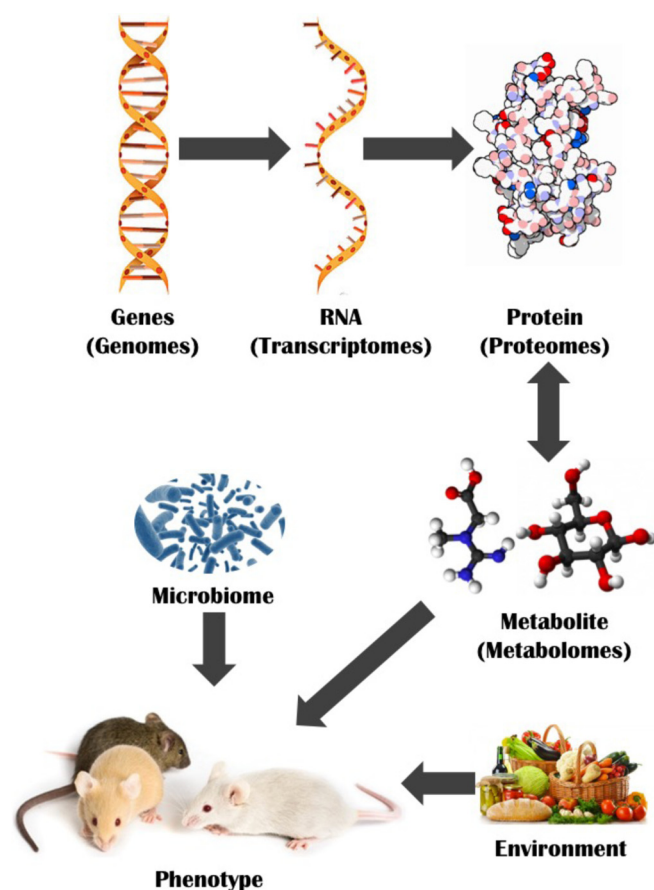 Genes
(Genomes)
RNA
(Transcriptomes)
Protein
(Proteomes)
Microbiome
Metabolite
(Metabolomes)
Environment
Phenotype